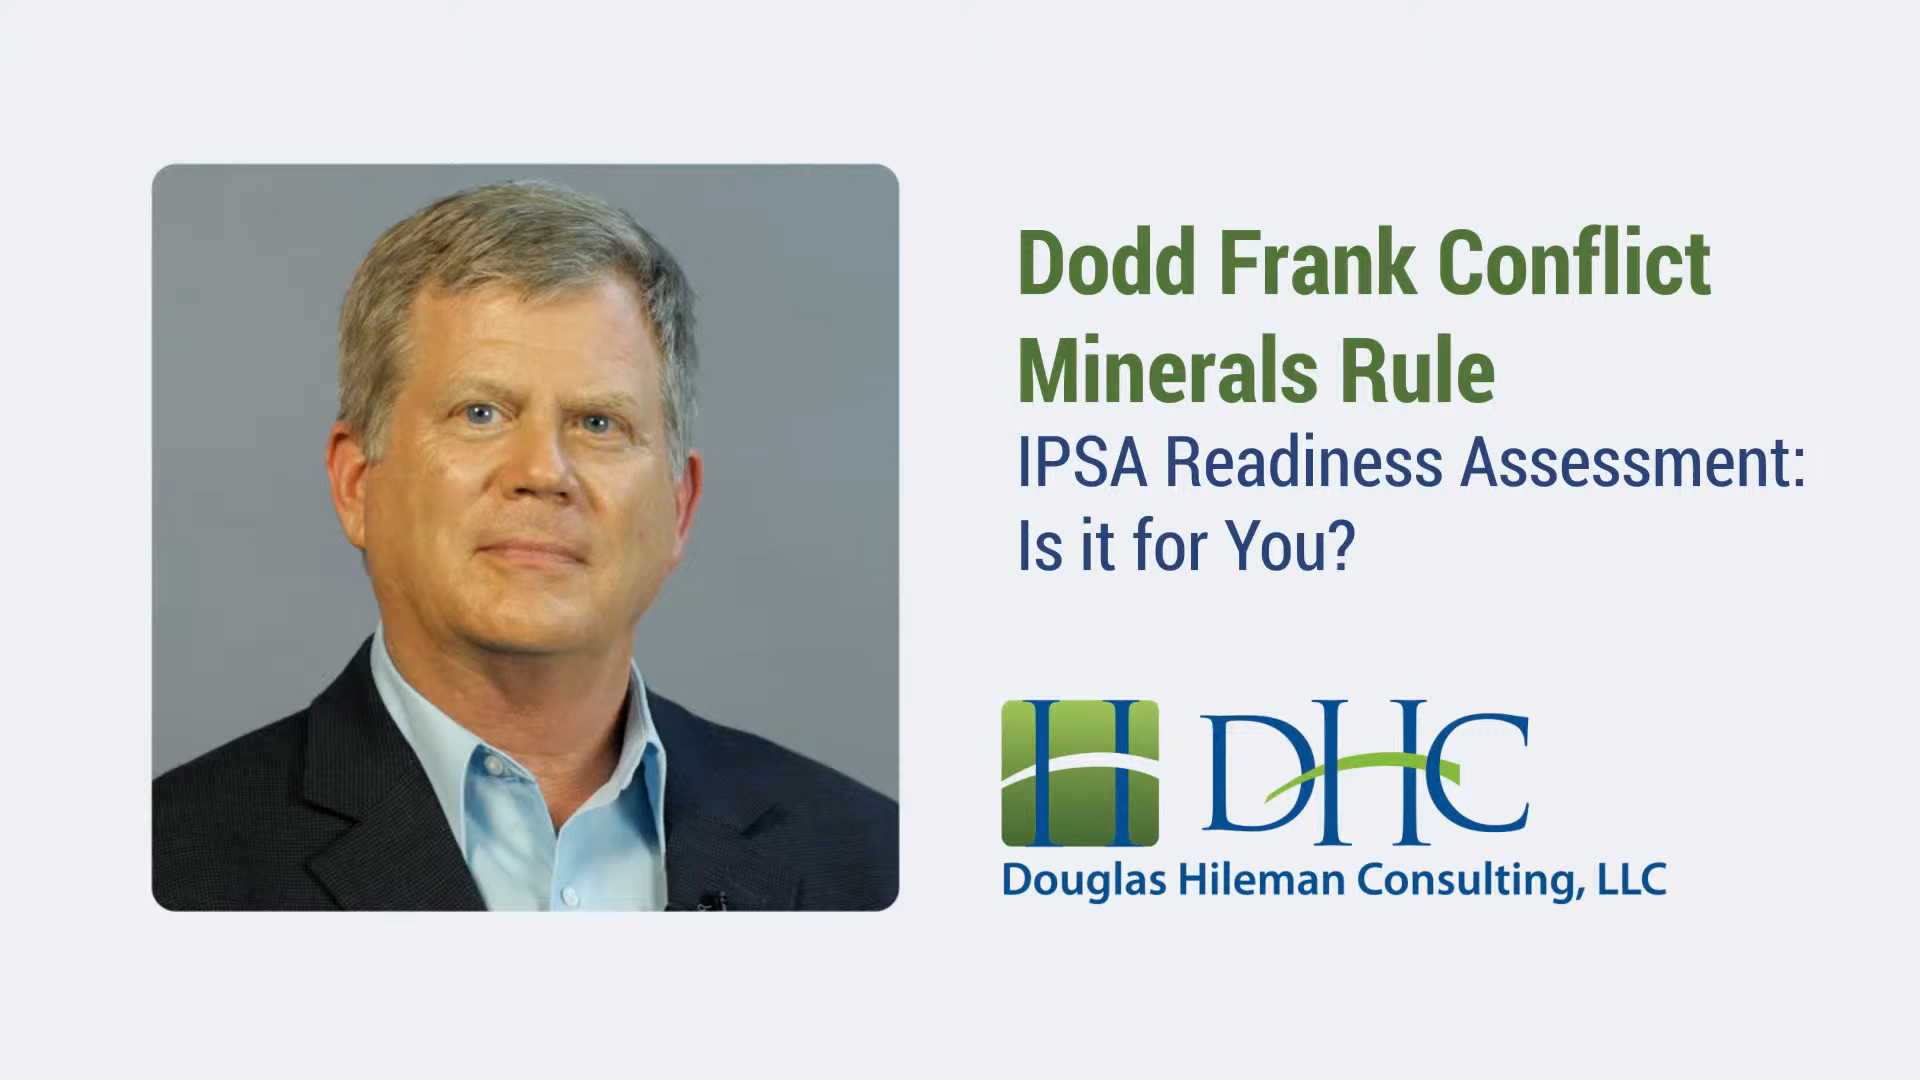 Dodd Frank Conflict
Minerals Rule
IPSA Readiness Assessment:
Is it for You?
H DHC
Douglas Hileman Consulting, LLC